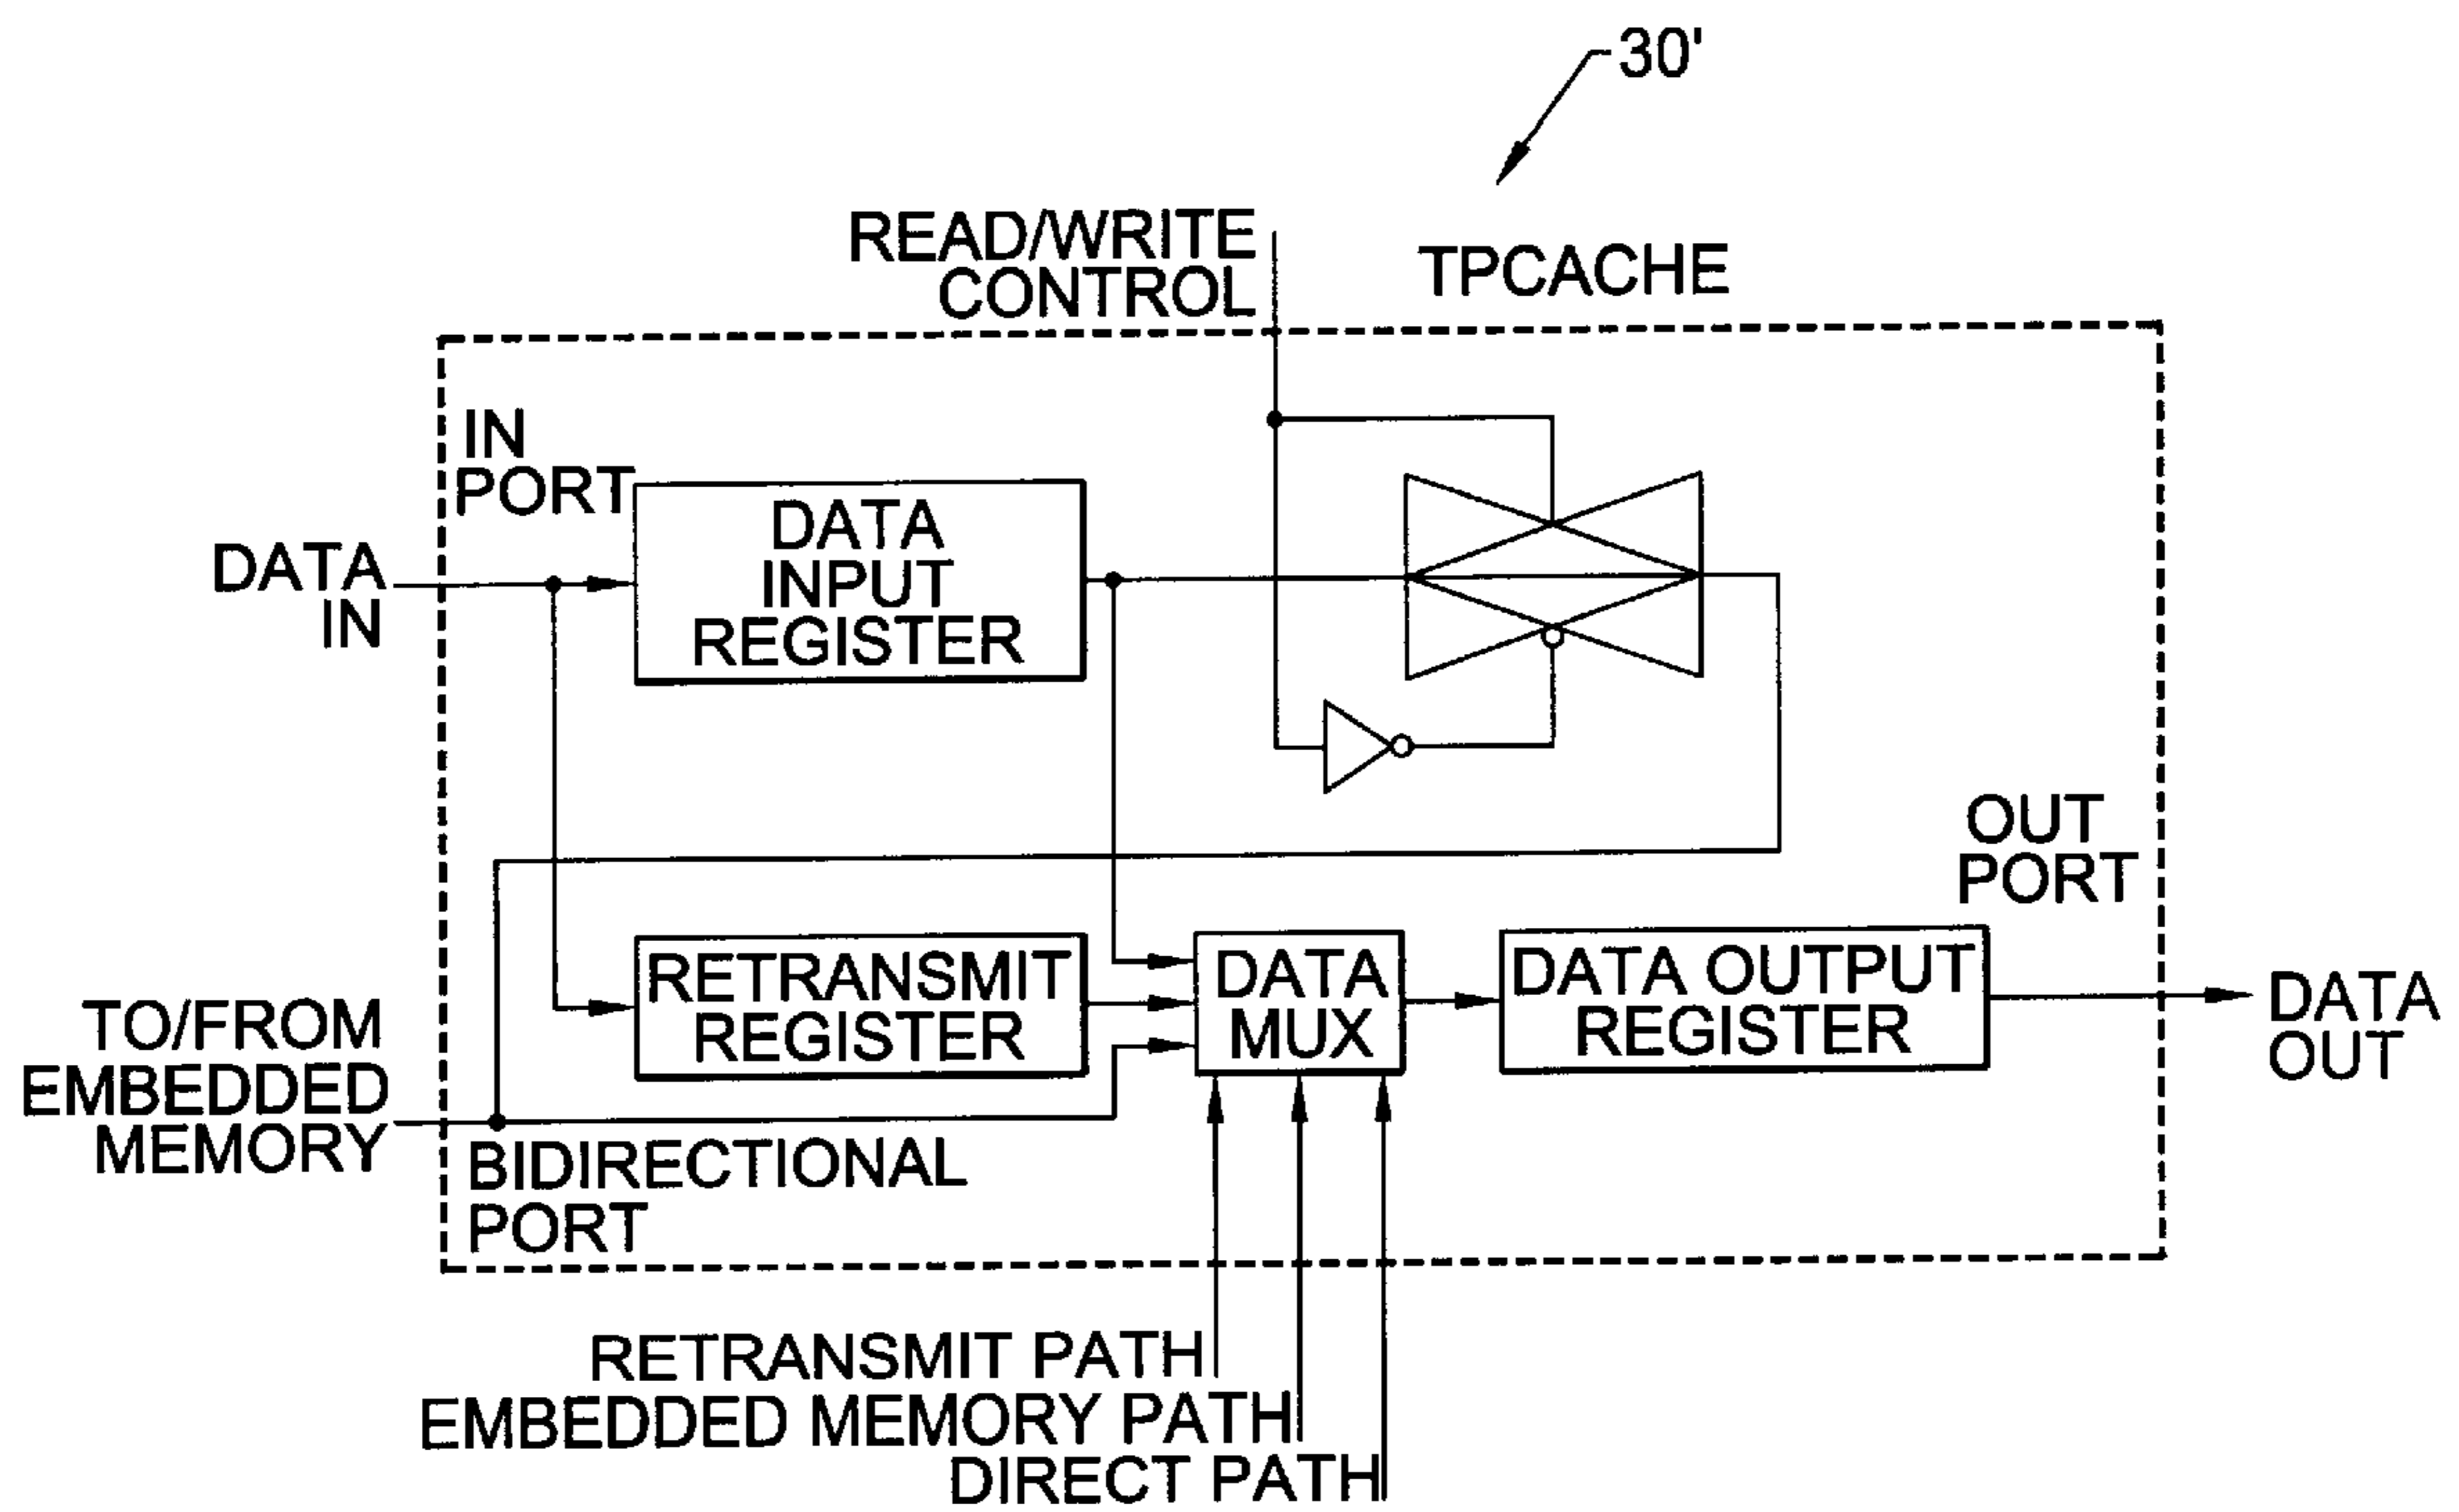 30'
READ/WRITE
CONTROL
TPCACHE
IN
PORT
DATA
IN
DATA
INPUT
REGISTER
OUT
PORT
RETRANSMIT
REGISTER
DATA
MUX
DATA OUTPUT
REGISTER
DATA
OUT
TO/FROM
EMBEDDED
MEMORY
BIDIRECTIONAL
PORT
RETRANSMIT PATH
EMBEDDED MEMORY PATH
DIRECT PATH